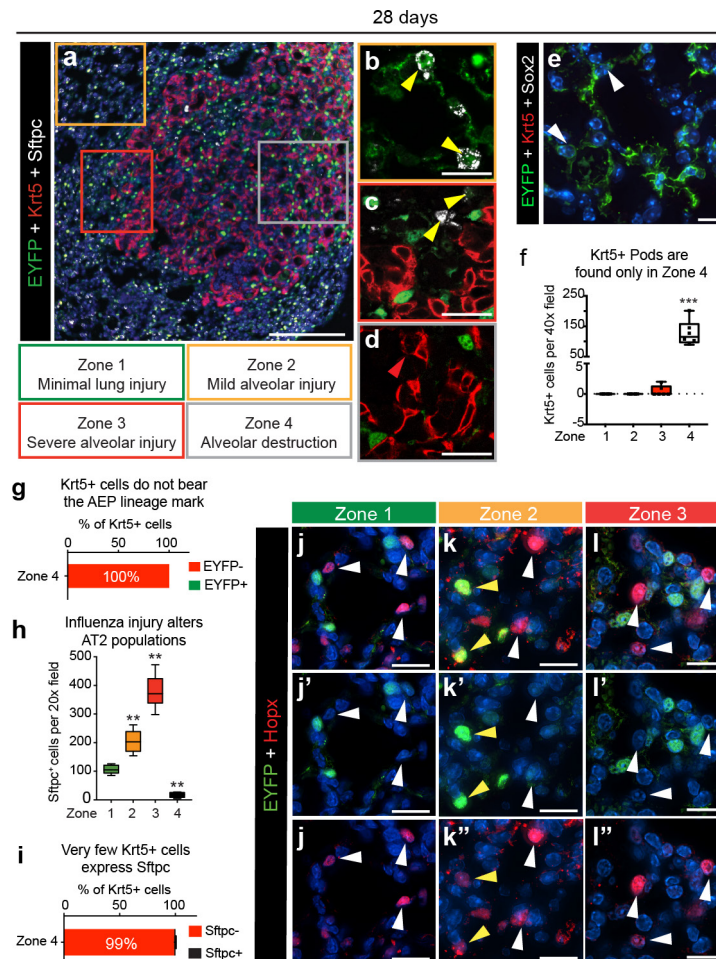 28 days
EYFP + Krt5 + Sftpc
a
b
c
d
EYFP + Krt5 + Sox2
e
Zone 1
Minimal lung injury
Zone 2
Mild alveolar injury
Zone 3
Severe alveolar injury
Zone 4
Alveolar destruction
f
Krt5+ Pods are
found only in Zone 4
Krt5+ cells per 40x field
250
150
50
5
0
-5
***
Zone 1 2 3 4
g
Krt5+ cells do not bear
the AEP lineage mark
% of Krt5+ cells
0 50 100
Zone 4
100%
EYFP-
EYFP+
h
Influenza injury alters
AT2 populations
Sftpc+ cells per 20x field
500
400
300
200
100
0
**
**
**
Zone 1 2 3 4
i
Very few Krt5+ cells
express Sftpc
% of Krt5+ cells
0 50 100
Zone 4
99%
Sftpc-
Sftpc+
EYFP + Hopx
Zone 1
Zone 2
Zone 3
j
k
l
j'
k'
l'
j
k"
l"